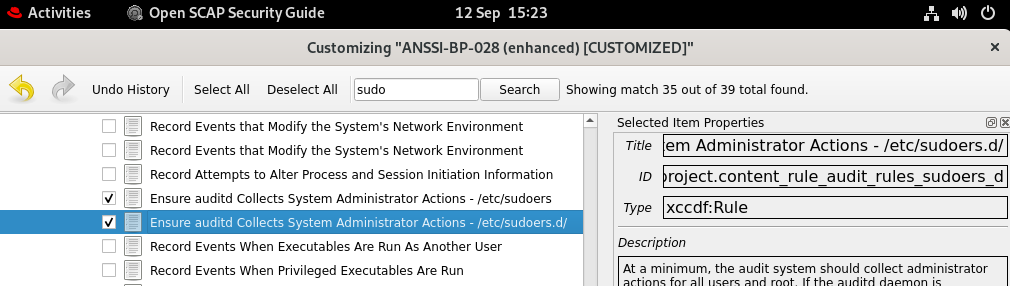 Activities Open SCAP Security Guide 12 Sep 15:23
Customizing "ANSSI-BP-028 (enhanced) [CUSTOMIZED]"
Undo History Select All Deselect All sudo Search Showing match 35 out of 39 total found.
Record Events that Modify the System's Network Environment
Record Events that Modify the System's Network Environment
Record Attempts to Alter Process and Session Initiation Information
Ensure auditd Collects System Administrator Actions - /etc/sudoers
Ensure auditd Collects System Administrator Actions - /etc/sudoers.d/
Record Events When Executables Are Run As Another User
Record Events When Privileged Executables Are Run
Selected Item Properties
Title em Administrator Actions - /etc/sudoers.d/
ID project.content_rule_audit_rules_sudoers_d
Type xccdf:Rule
Description
At a minimum, the audit system should collect administrator
actions for all users and root. If the auditd daemon is